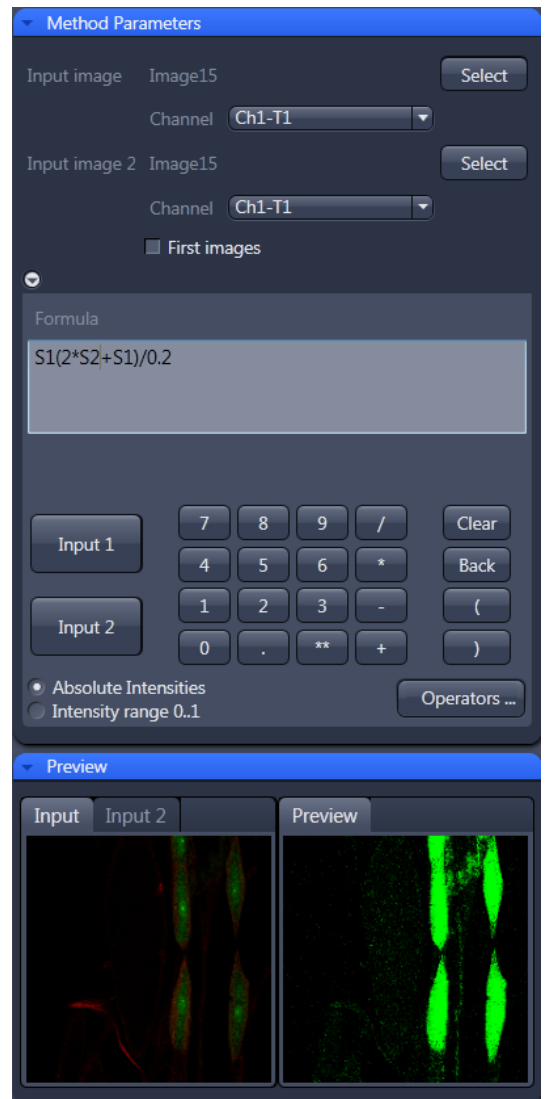 Method Parameters
Input image Image15 Select
Channel Ch1-T1
Input image 2 Image15 Select
Channel Ch1-T1
First images
Formula
S1(2*S2+S1)/0.2
Input 1
Input 2
7 8 9 / Clear
4 5 6 * Back
1 2 3 - (
0 . ** + )
Absolute Intensities
Intensity range 0..1
Operators ...
Preview
Input Input 2 Preview